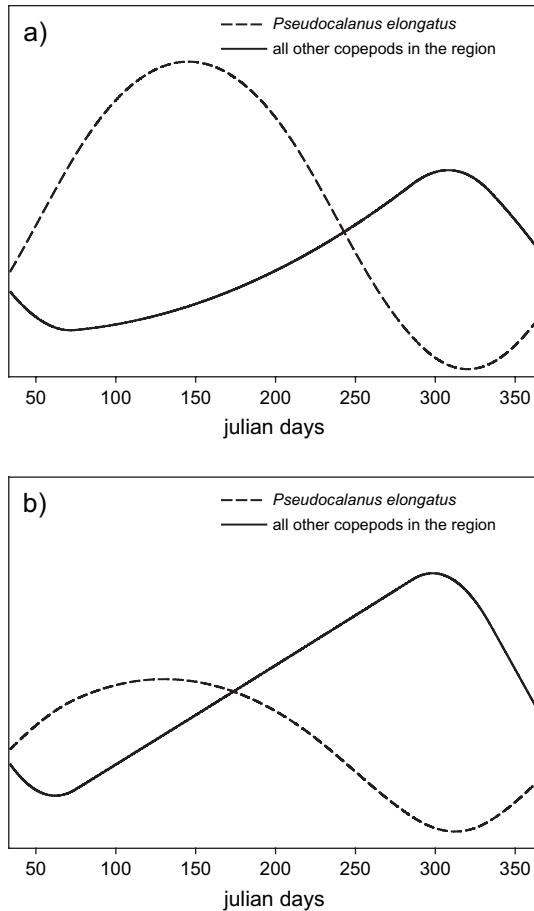 a)
Pseudocalanus elongatus
all other copepods in the region
50 100 150 200 250 300 350
julian days
b)
Pseudocalanus elongatus
all other copepods in the region
50 100 150 200 250 300 350
julian days